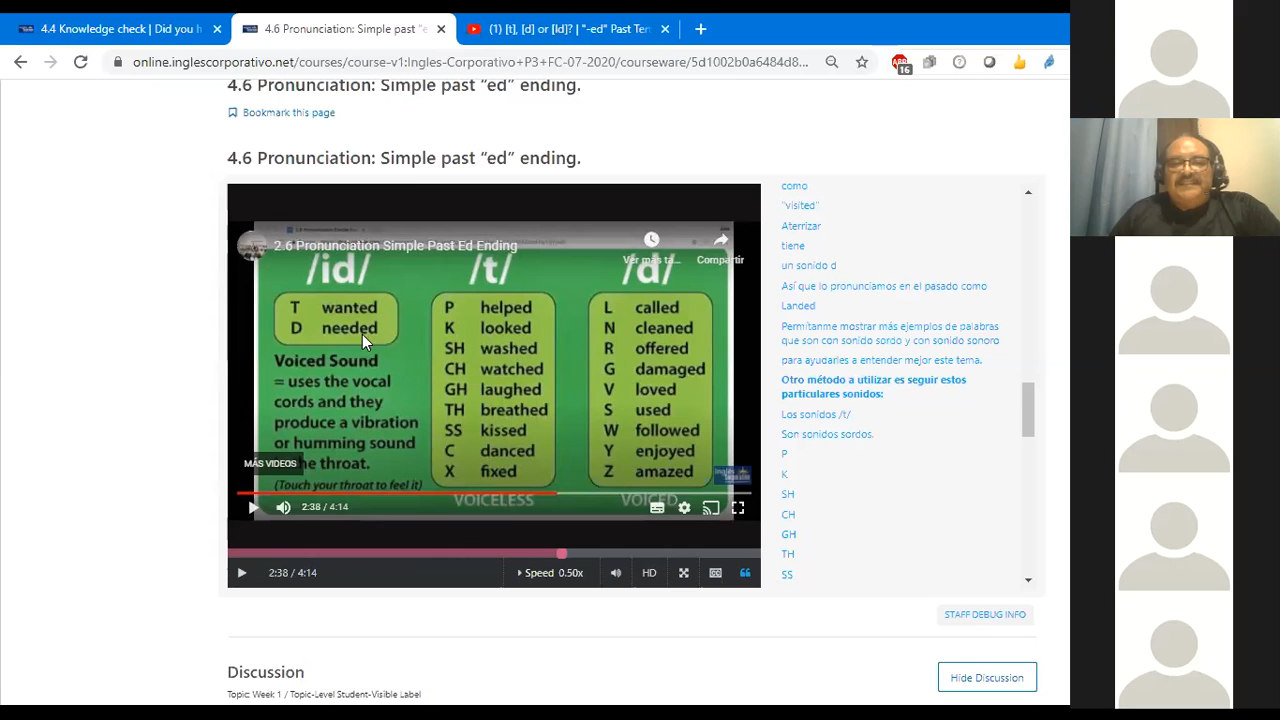 4.4 Knowledge check | Did you h
4.6 Pronunciation: Simple past "e
(1) [t], [d] or [Id]? | "-ed" Past Ten
online.inglescorporativo.net/courses/course-v1:Ingles-Corporativo+P3+FC-07-2020/courseware/5d1002b0a6484d8...
16
4.6 Pronunciation: Simple past “ed” ending.
Bookmark this page
4.6 Pronunciation: Simple past “ed” ending.
2.6 Pronunciation Simple Past Ed Ending
Ver más ta...
Compartir
/id/
T wanted
D needed
Voiced Sound
= uses the vocal
cords and they
produce a vibration
or humming sound
he throat.
(Touch your throat to feel it)
MÁS VIDEOS
/t/
P helped
K looked
SH washed
CH watched
GH laughed
TH breathed
SS kissed
C danced
X fixed
VOICELESS
/d/
L called
N cleaned
R offered
G damaged
V loved
S used
W followed
Y enjoyed
Z amazed
VOICED
2:38 / 4:14
2:38 / 4:14
Speed 0.50x
HD
como
"visited"
Aterrizar
tiene
un sonido d
Así que lo pronunciamos en el pasado como
Landed
Permítanme mostrar más ejemplos de palabras
que son con sonido sordo y con sonido sonoro
para ayudarles a entender mejor este tema.
Otro método a utilizar es seguir estos
particulares sonidos:
Los sonidos /t/
Son sonidos sordos.
P
K
SH
CH
GH
TH
SS
STAFF DEBUG INFO
Discussion
Topic: Week 1 / Topic-Level Student-Visible Label
Hide Discussion